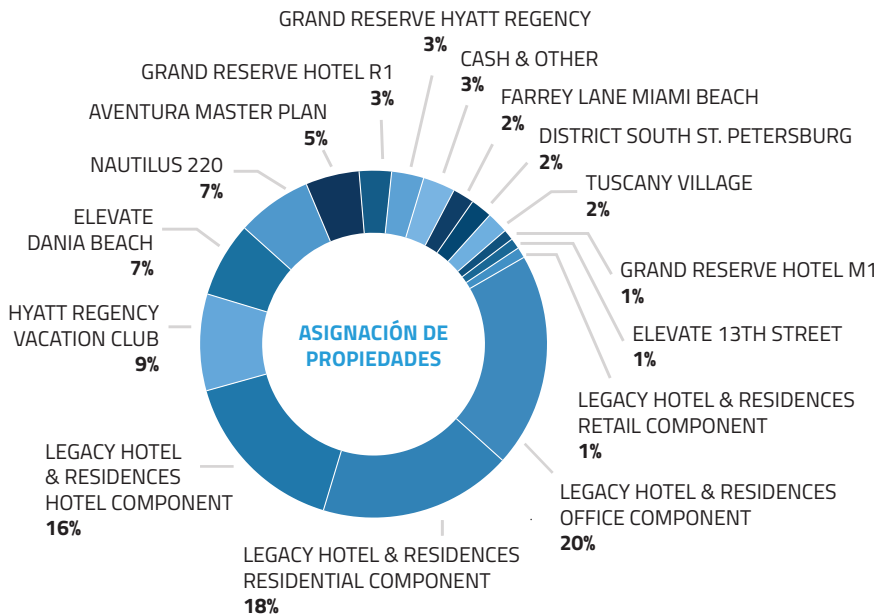 GRAND RESERVE HYATT REGENCY
3%
CASH & OTHER
3%
FARREY LANE MIAMI BEACH
2%
DISTRICT SOUTH ST. PETERSBURG
2%
TUSCANY VILLAGE
2%
GRAND RESERVE HOTEL M1
1%
ELEVATE 13TH STREET
1%
LEGACY HOTEL & RESIDENCES
RETAIL COMPONENT
1%
LEGACY HOTEL & RESIDENCES
OFFICE COMPONENT
20%
LEGACY HOTEL & RESIDENCES
RESIDENTIAL COMPONENT
18%
LEGACY HOTEL
& RESIDENCES
HOTEL COMPONENT
16%
HYATT REGENCY
VACATION CLUB
9%
ELEVATE
DANIA BEACH
7%
NAUTILUS 220
7%
AVENTURA MASTER PLAN
5%
GRAND RESERVE HOTEL R1
3%
ASIGNACIÓN DE
PROPIEDADES